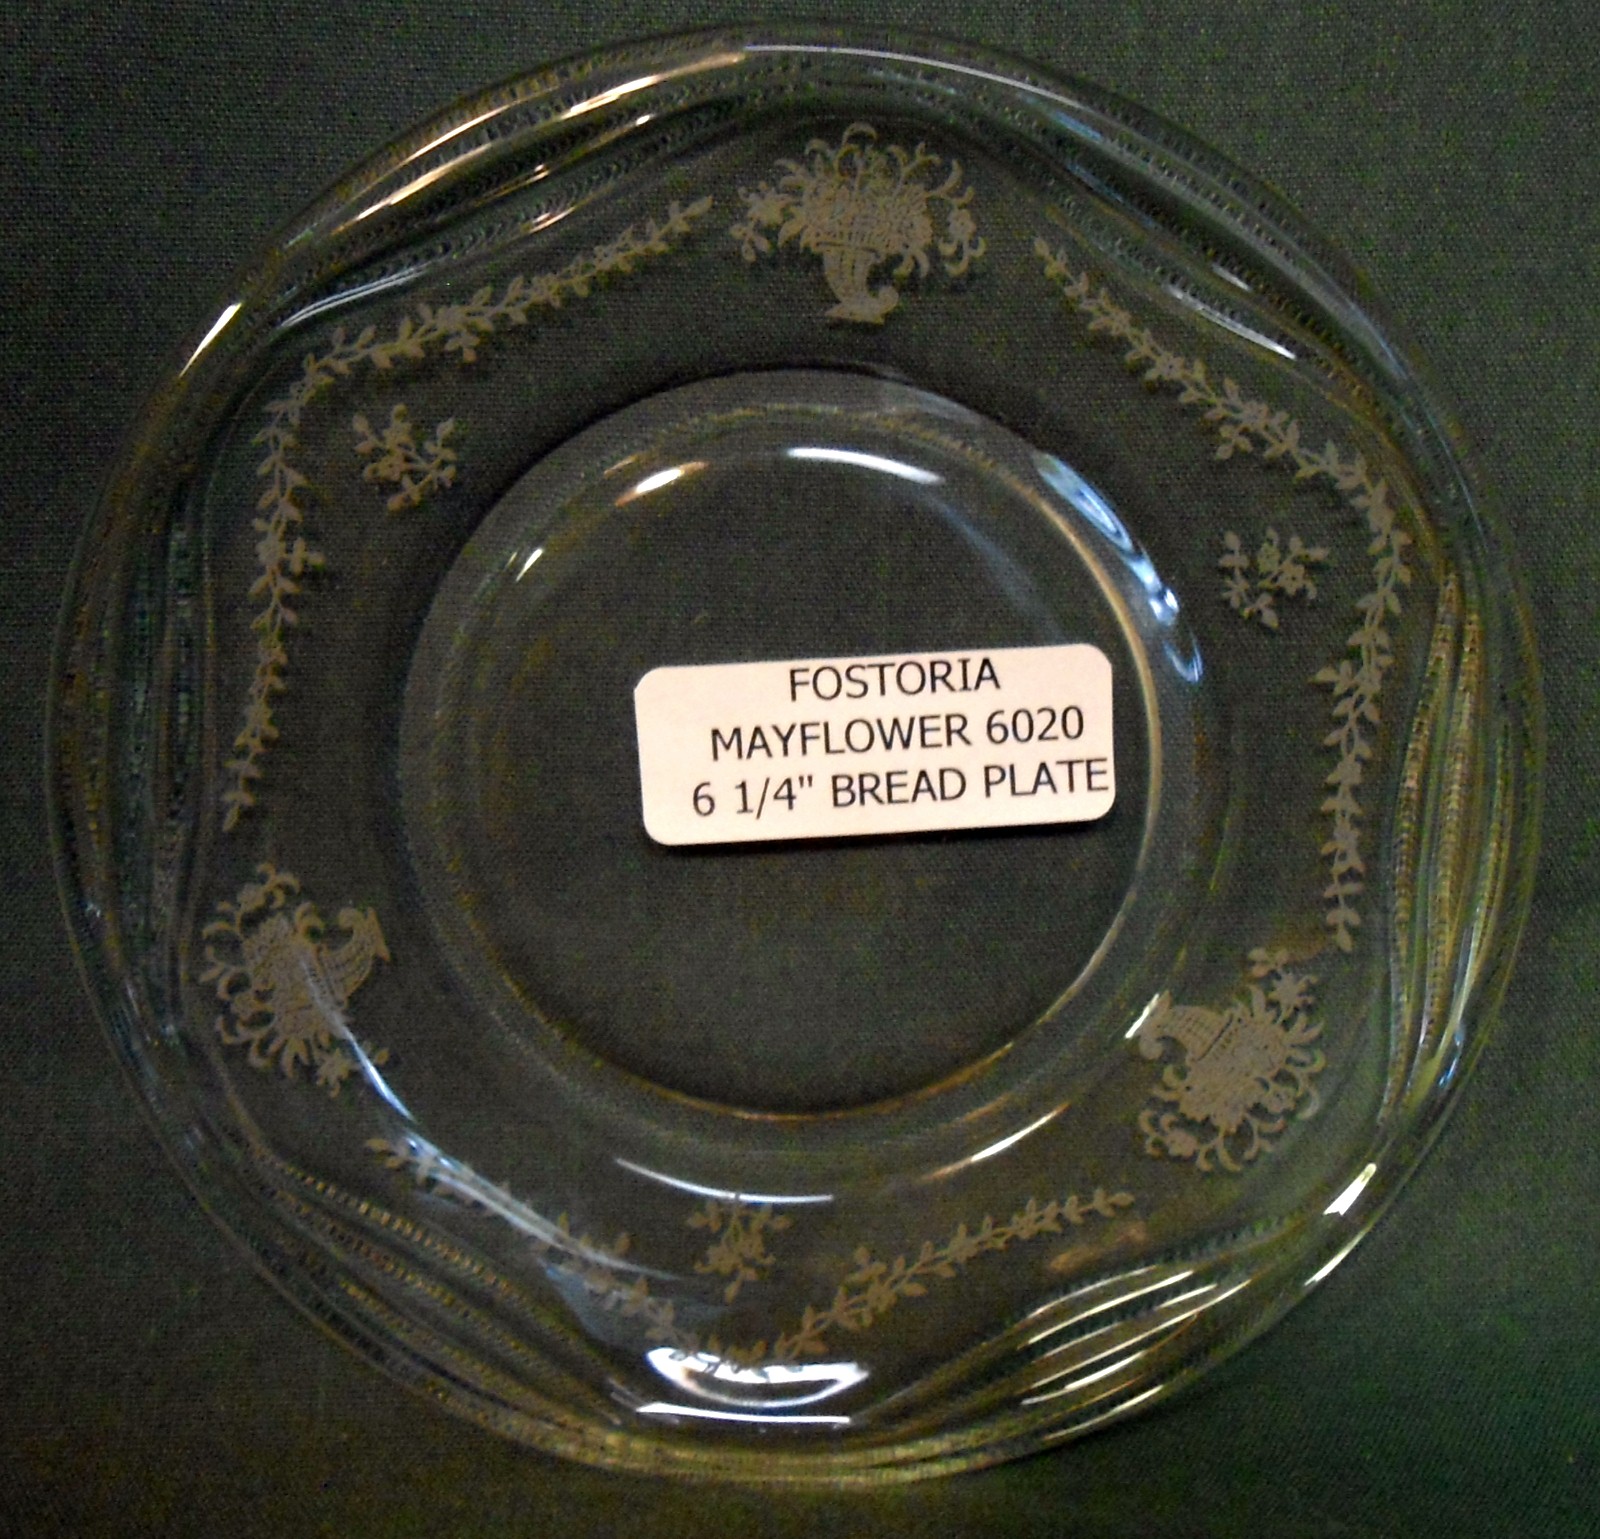 FOSTORIA
MAYFLOWER 6020
6 1/4" BREAD PLATE